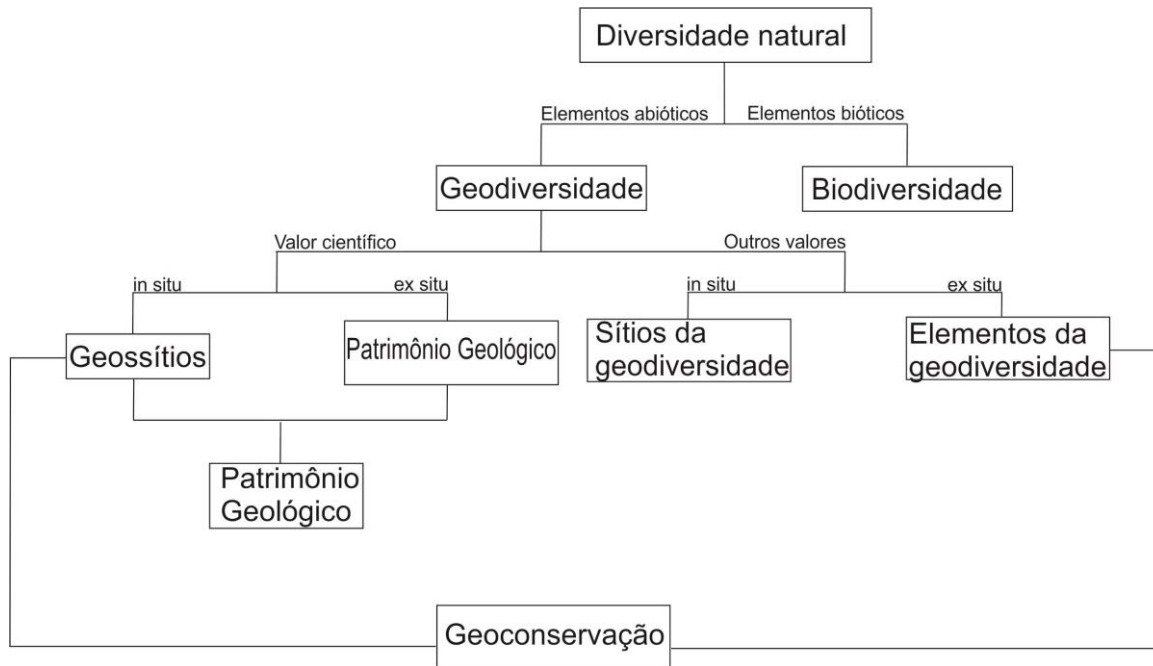 Diversidade natural
Elementos abióticos
Elementos bióticos
Geodiversidade
Biodiversidade
Valor científico
Outros valores
in situ
ex situ
in situ
ex situ
Geossítios
Patrimônio Geológico
Sítios da
geodiversidade
Elementos da
geodiversidade
Patrimônio
Geológico
Geoconservação